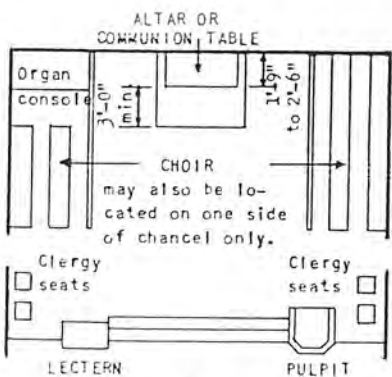 ALTAR OR
COMMUNION TABLE
Organ
console
3'-0"
min.
1'-9"
to 2'-6"
CHOIR
may also be lo-
cated on one side
of chancel only.
Clergy
seats
Clergy
seats
LECTERN
PULPIT